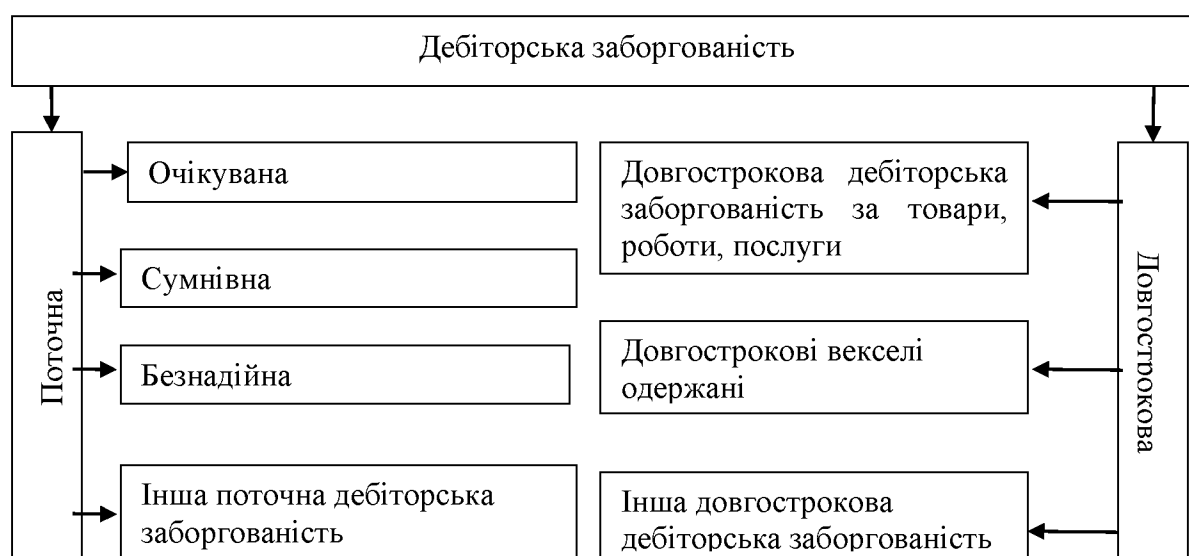 Дебіторська заборгованість
Поточна
Очікувана
Сумнівна
Безнадійна
Інша поточна дебіторська
заборгованість
Довгострокова дебіторська
заборгованість за товари,
роботи, послуги
Довгострокові векселі
одержані
Інша довгострокова
дебіторська заборгованість
Довгострокова